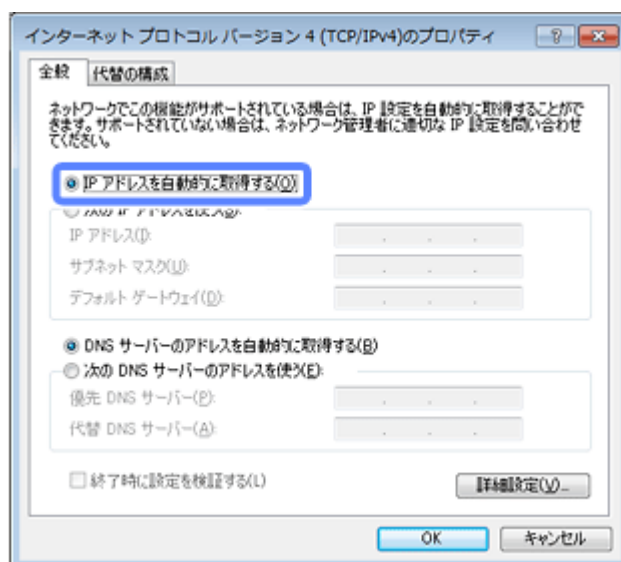 インターネット プロトコル バージョン 4 (TCP/IPv4)のプロパティ
全般 代替の構成
ネットワークでこの機能がサポートされている場合は、IP 設定を自動的に取得することがで
きます。サポートされていない場合は、ネットワーク管理者に適切な IP 設定を問い合わせ
てください。
IP アドレスを自動的に取得する(O)
次の IP アドレスを使う(S):
IP アドレス(I):
サブネット マスク(U):
デフォルト ゲートウェイ(D):
DNS サーバーのアドレスを自動的に取得する(B)
次の DNS サーバーのアドレスを使う(E):
優先 DNS サーバー(P):
代替 DNS サーバー(A):
終了時に設定を検証する(L)
詳細設定(V)...
OK キャンセル